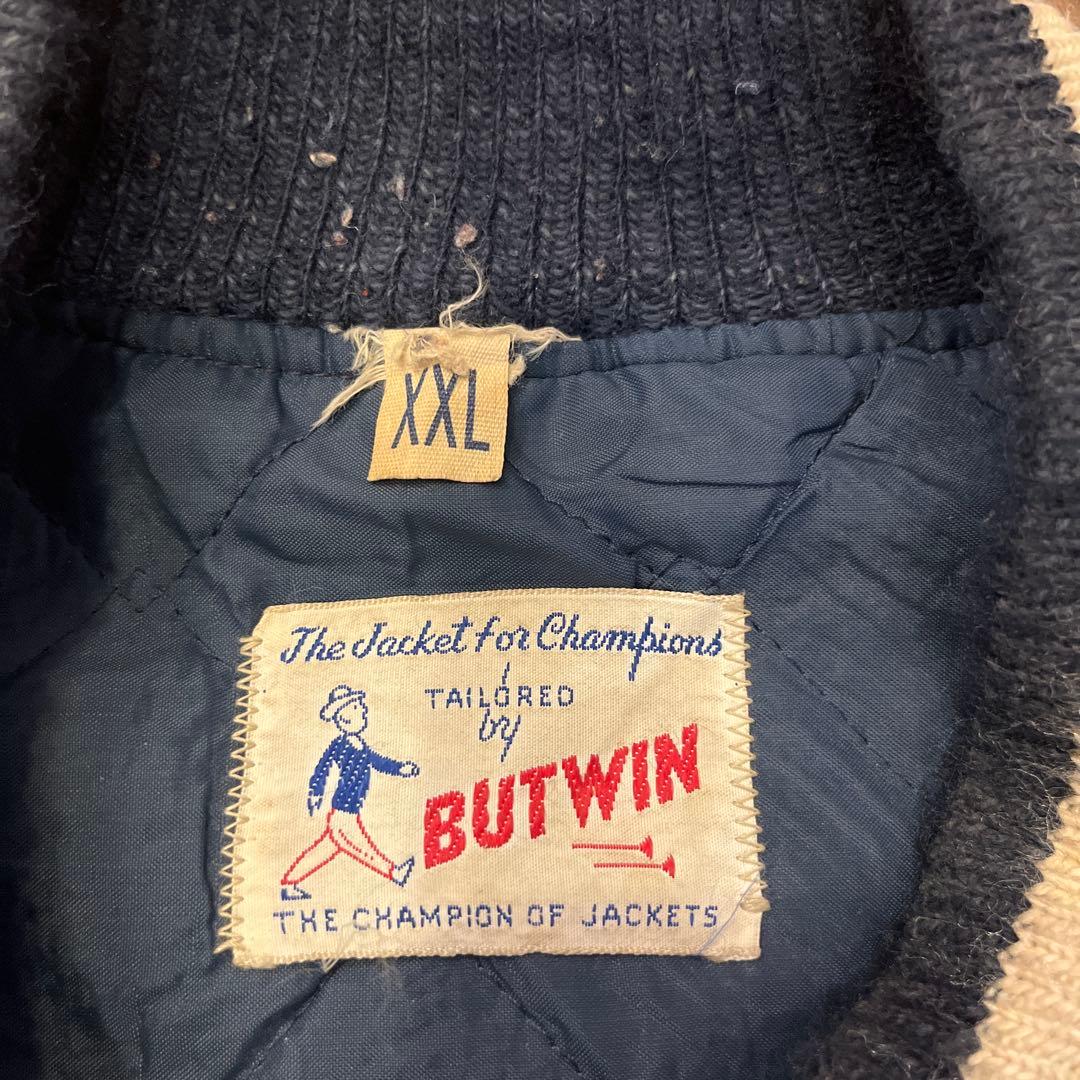 XXL
The Jacket for Champions
TAILORED
by
BUTWIN
THE CHAMPION OF JACKETS